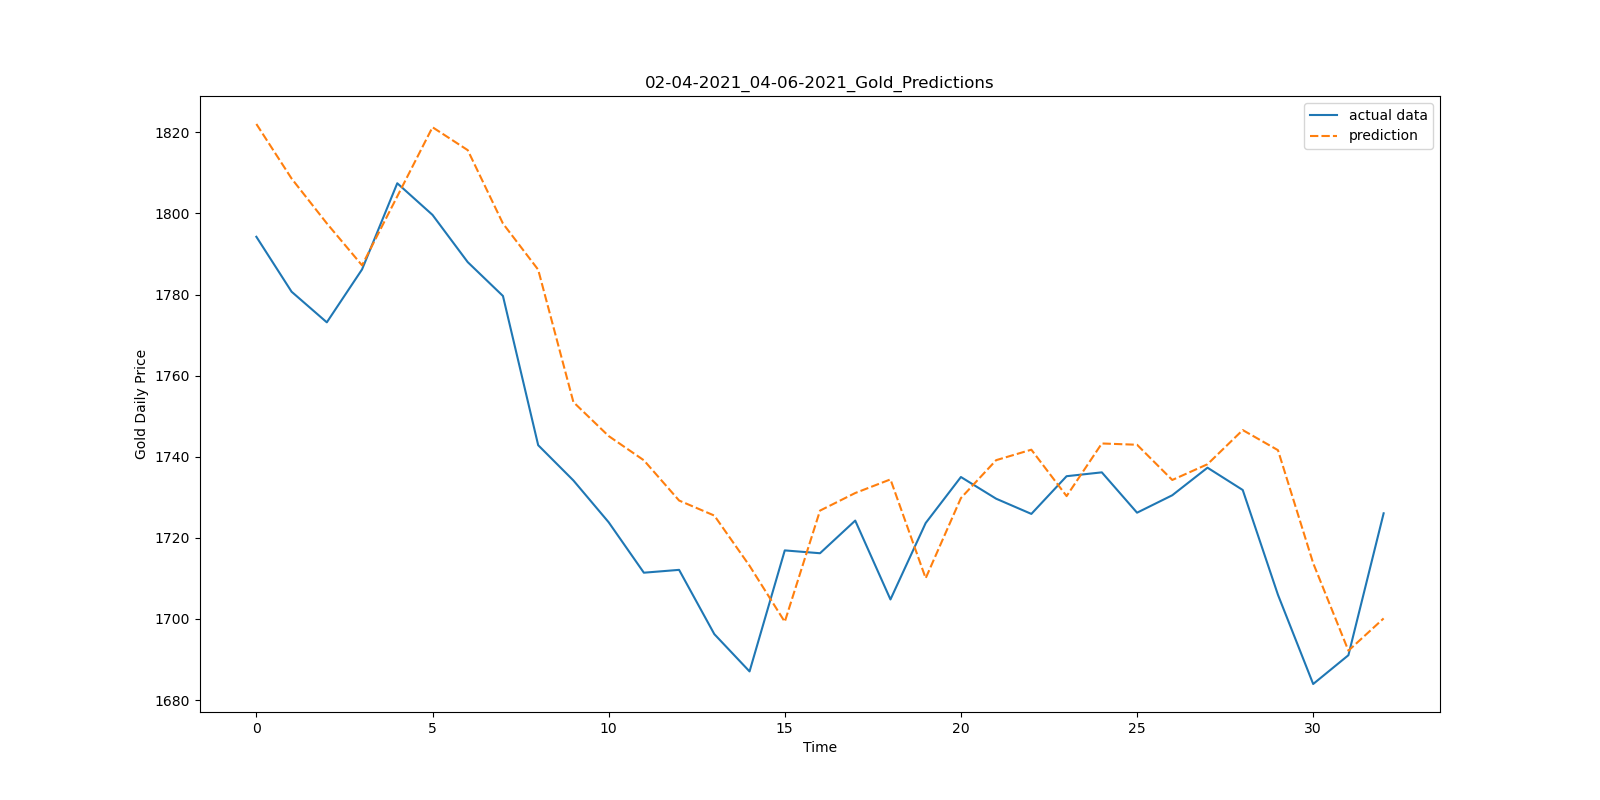 02-04-2021_04-06-2021_Gold_Predictions
actual data
prediction
Gold Daily Price
1820
1800
1780
1760
1740
1720
1700
1680
0 5 10 15 20 25 30
Time